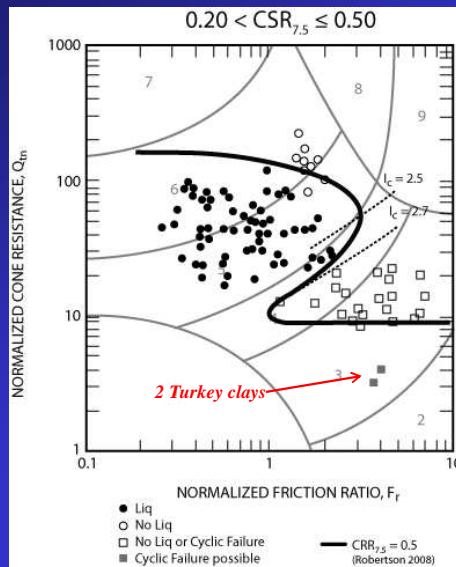 0.20 < CSR7.5 ≤ 0.50
1000
100
10
1
NORMALIZED CONE RESISTANCE, Qtn
7
8
9
6
5
3
2
Ic = 2.5
Ic = 2.7
2 Turkey clays
0.1
1
10
NORMALIZED FRICTION RATIO, Fr
Liq
No Liq
No Liq or Cyclic Failure
Cyclic Failure possible
CRR7.5 = 0.5
(Robertson 2008)